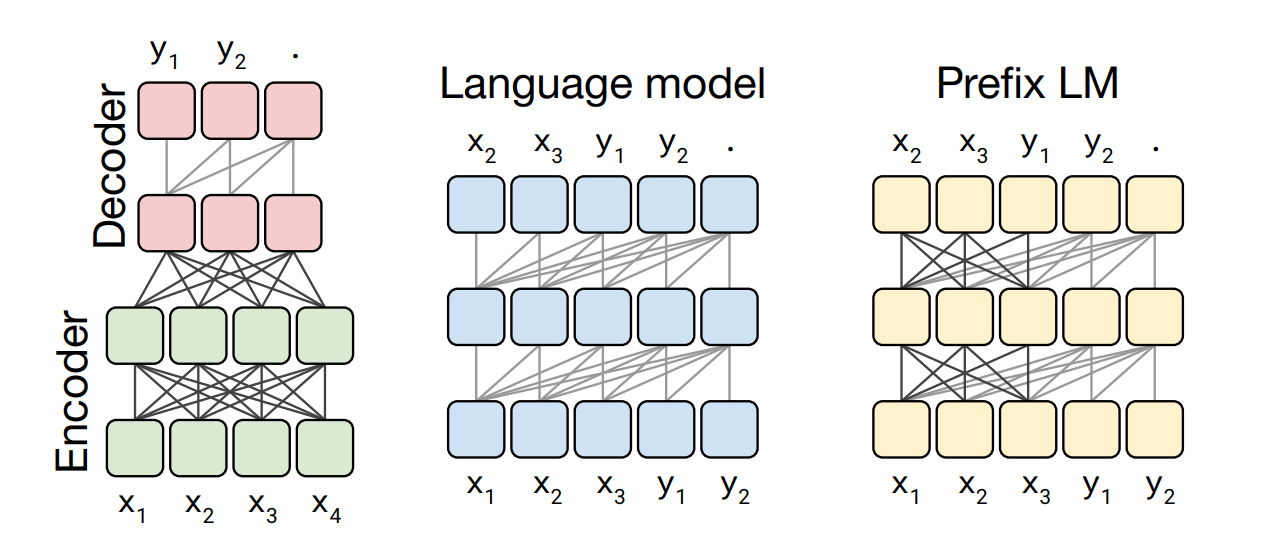 y₁ y₂ .
Decoder
Encoder
x₁ x₂ x₃ x₄
Language model
x₂ x₃ y₁ y₂ .
x₁ x₂ x₃ y₁ y₂
Prefix LM
x₂ x₃ y₁ y₂ .
x₁ x₂ x₃ y₁ y₂